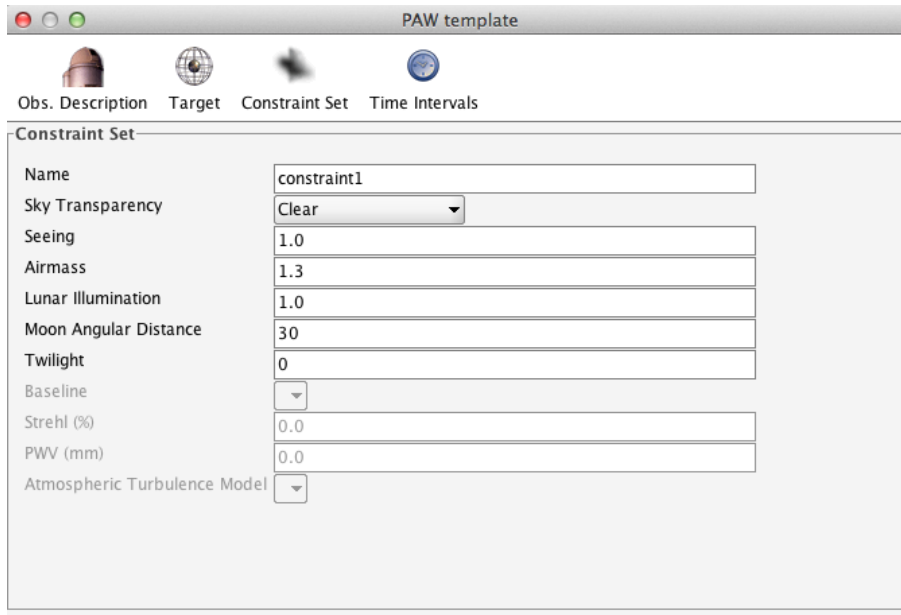 PAW template
Obs. Description Target Constraint Set Time Intervals
Constraint Set
Name constraint1
Sky Transparency Clear
Seeing 1.0
Airmass 1.3
Lunar Illumination 1.0
Moon Angular Distance 30
Twilight 0
Baseline
Strehl (%) 0.0
PWV (mm) 0.0
Atmospheric Turbulence Model